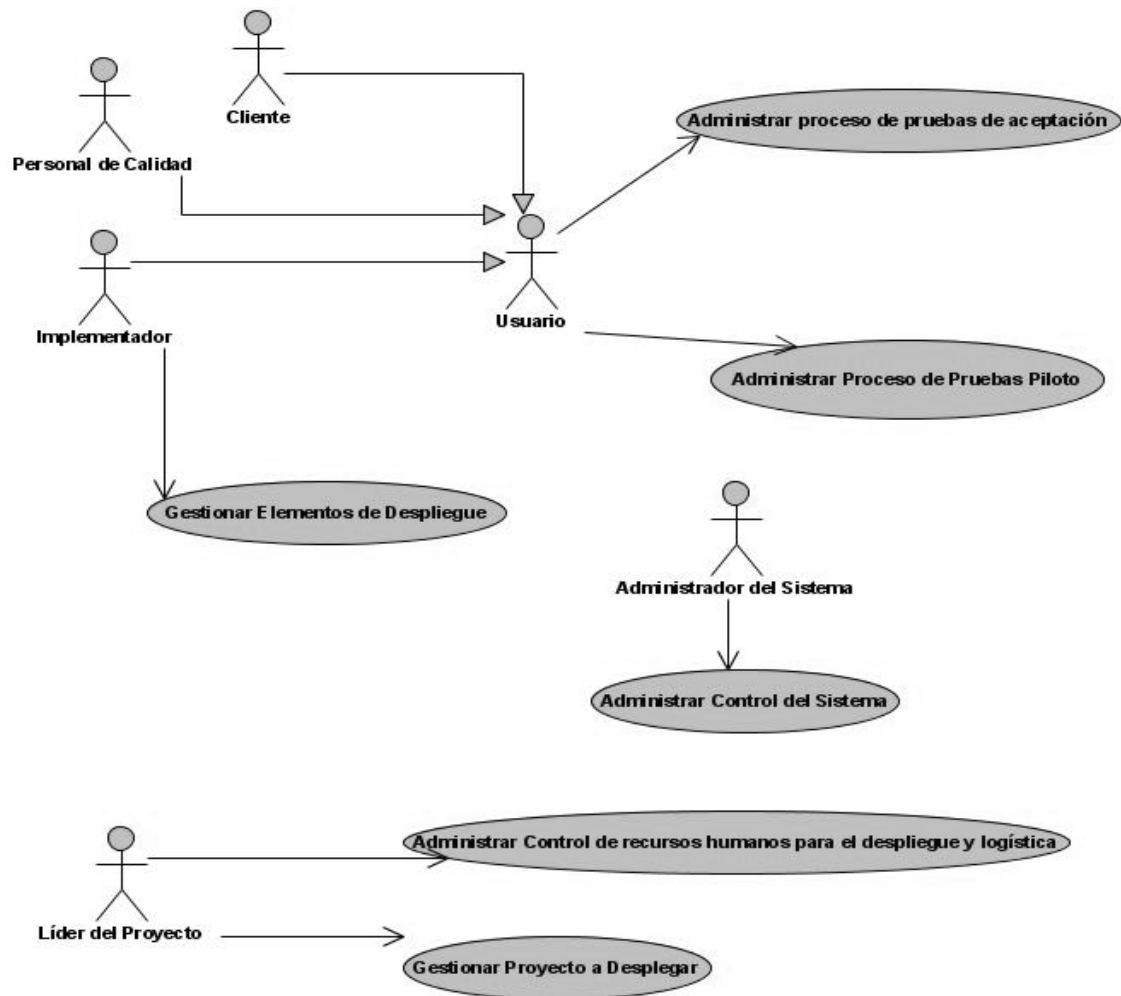 Cliente
Personal de Calidad
Administrar proceso de pruebas de aceptación
Implementador
Usuario
Administrar Proceso de Pruebas Piloto
Gestionar Elementos de Despliegue
Administrador del Sistema
Administrar Control del Sistema
Administrar Control de recursos humanos para el despliegue y logística
Líder del Proyecto
Gestionar Proyecto a Desplegar